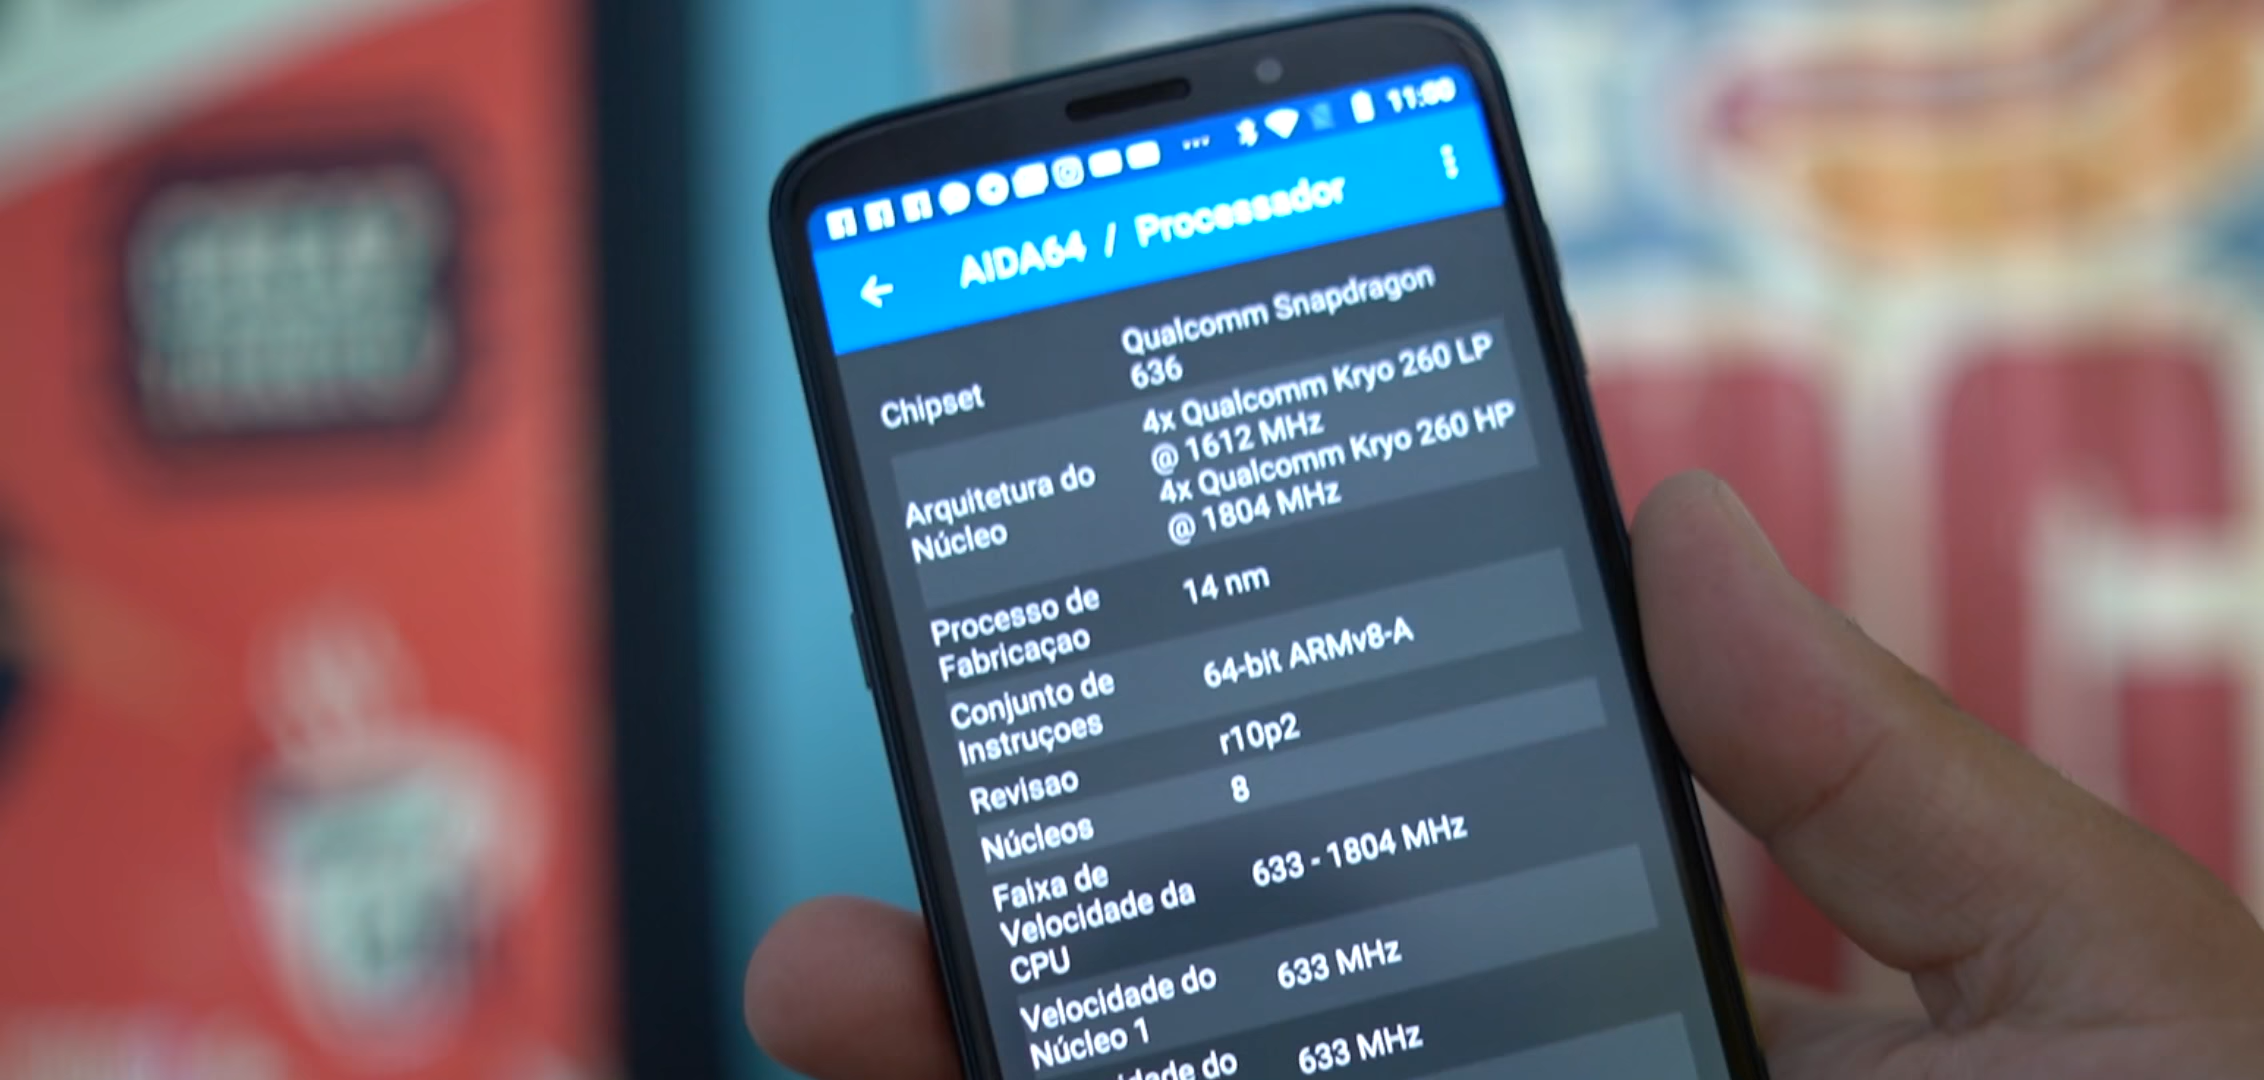 11:00
AIDA64 / Processador
Chipset
Qualcomm Snapdragon
636
Arquitetura do
Núcleo
4x Qualcomm Kryo 260 LP
@ 1612 MHz
4x Qualcomm Kryo 260 HP
@ 1804 MHz
Processo de
Fabricaçao
14 nm
Conjunto de
Instruçoes
64-bit ARMv8-A
Revisao
r10p2
Núcleos
8
Faixa de
Velocidade da
CPU
633 - 1804 MHz
Velocidade do
Núcleo 1
633 MHz
do
633 MHz